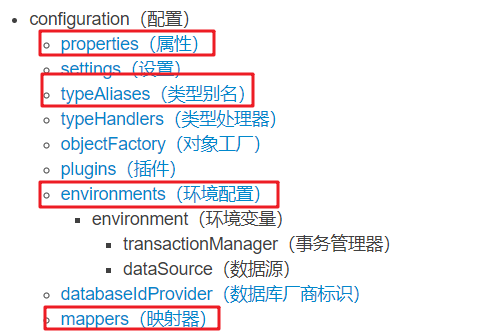 configuration（配置）
properties（属性）
settings（设置）
typeAliases（类型别名）
typeHandlers（类型处理器）
objectFactory（对象工厂）
plugins（插件）
environments（环境配置）
environment（环境变量）
transactionManager（事务管理器）
dataSource（数据源）
databaseIdProvider（数据库厂商标识）
mappers（映射器）